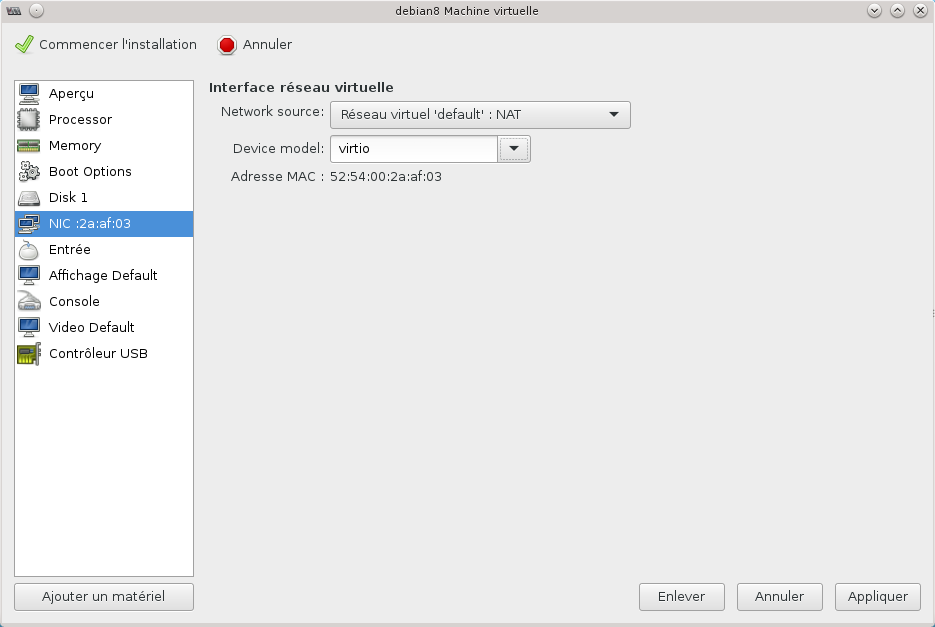 debian8 Machine virtuelle
Commencer l'installation Annuler
Aperçu
Processor
Memory
Boot Options
Disk 1
NIC :2a:af:03
Entrée
Affichage Default
Console
Video Default
Contrôleur USB
Ajouter un matériel
Interface réseau virtuelle
Network source: Réseau virtuel 'default' : NAT
Device model: virtio
Adresse MAC : 52:54:00:2a:af:03
Enlever Annuler Appliquer